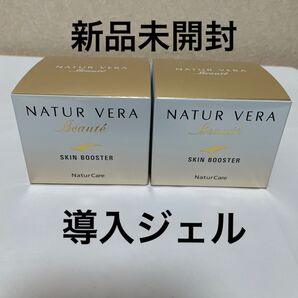 新品未開封
NATUR VERA
Beauté
SKIN BOOSTER
NaturCare
NATUR VERA
Beauté
SKIN BOOSTER
NaturCare
導入ジェル